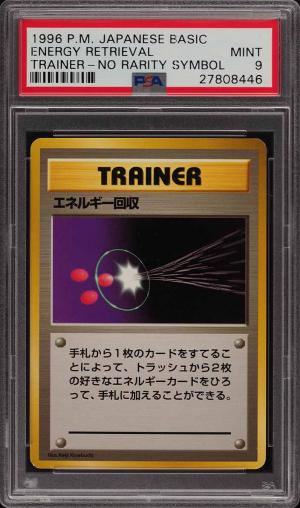 1996 P.M. JAPANESE BASIC
ENERGY RETRIEVAL MINT
TRAINER-NO RARITY SYMBOL 9
PSA 27808446
TRAINER
エネルギー回収
手札から1枚のカードをすてるこ
とによって、トラッシュから2枚
の好きなエネルギーカードをひろ
って、手札に加えることができる。
Illus. Keiji Kinebuchi